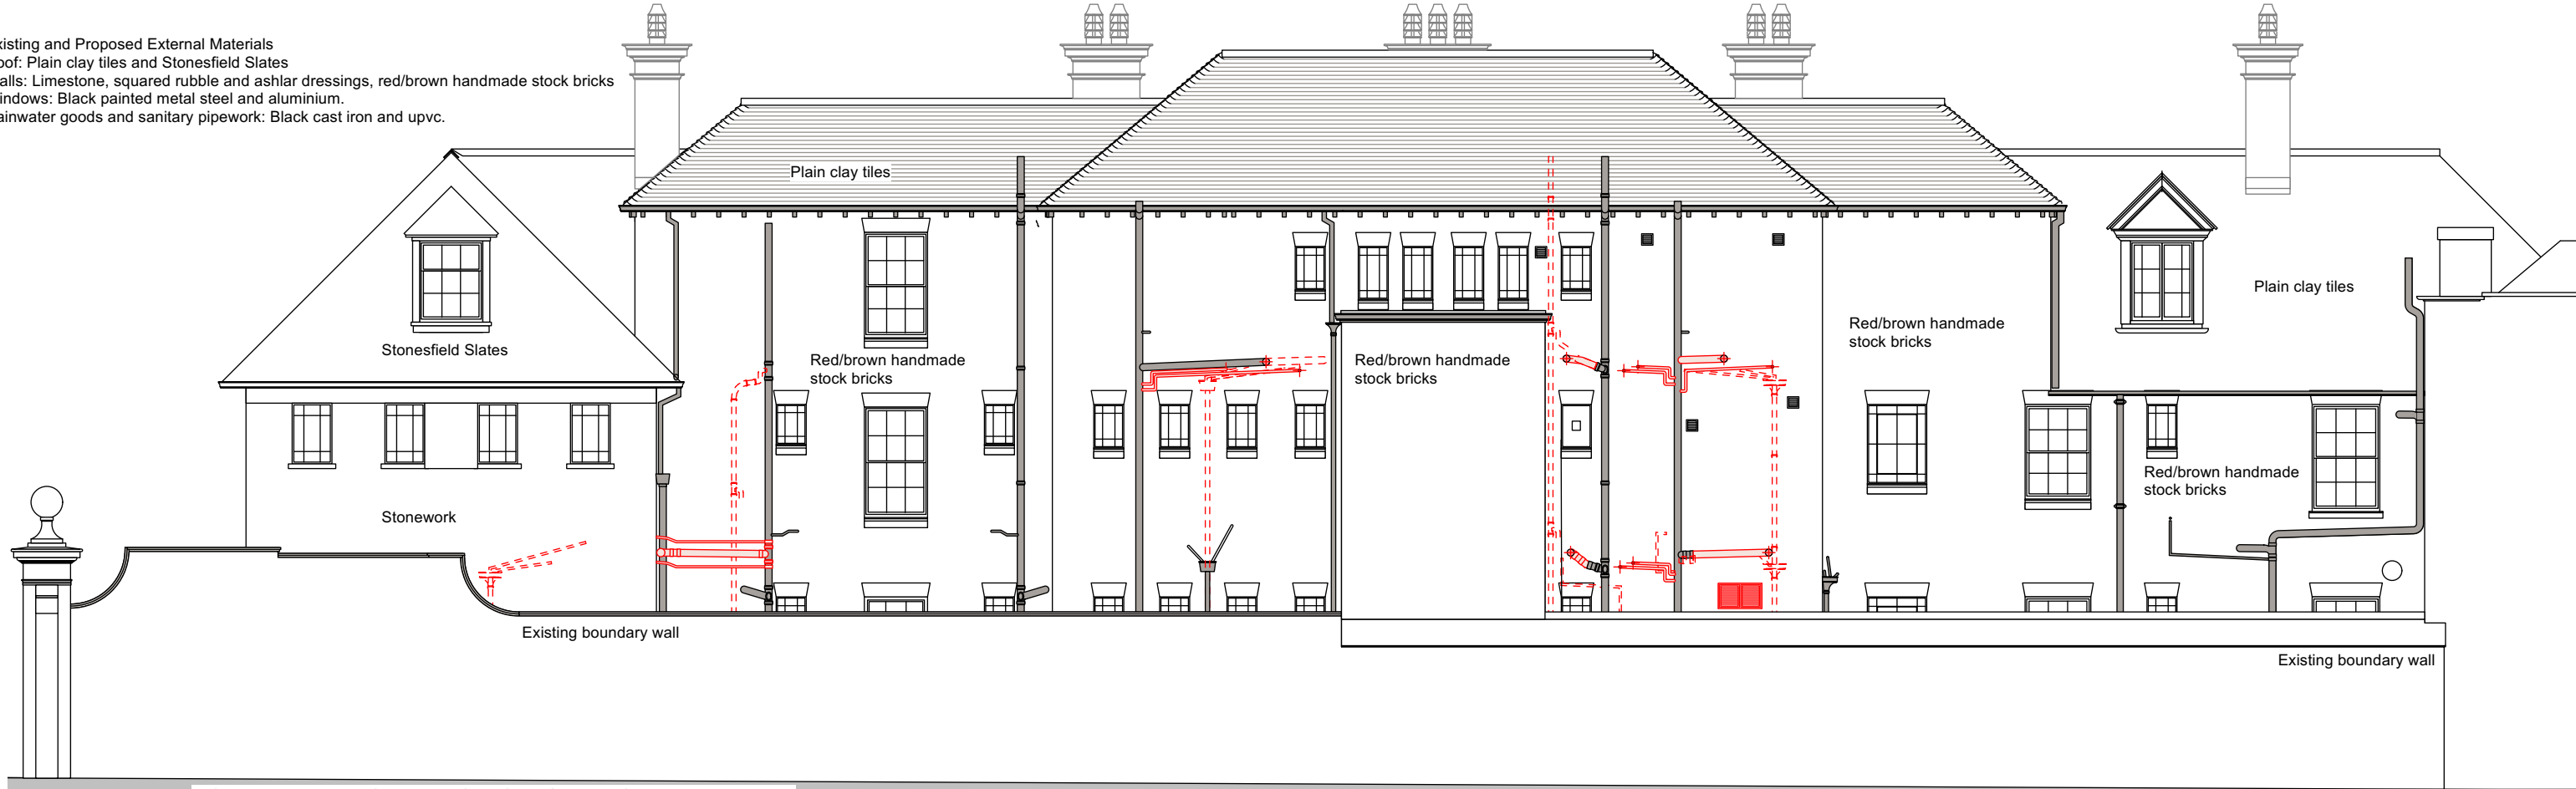 xisting and Proposed External Materials
oof: Plain clay tiles and Stonesfield Slates
alls: Limestone, squared rubble and ashlar dressings, red/brown handmade stock bricks
indows: Black painted metal steel and aluminium.
ainwater goods and sanitary pipework: Black cast iron and upvc.
Plain clay tiles
Plain clay tiles
Stonesfield Slates
Red/brown handmade
stock bricks
Red/brown handmade
stock bricks
Red/brown handmade
stock bricks
Red/brown handmade
stock bricks
Stonework
Existing boundary wall
Existing boundary wall